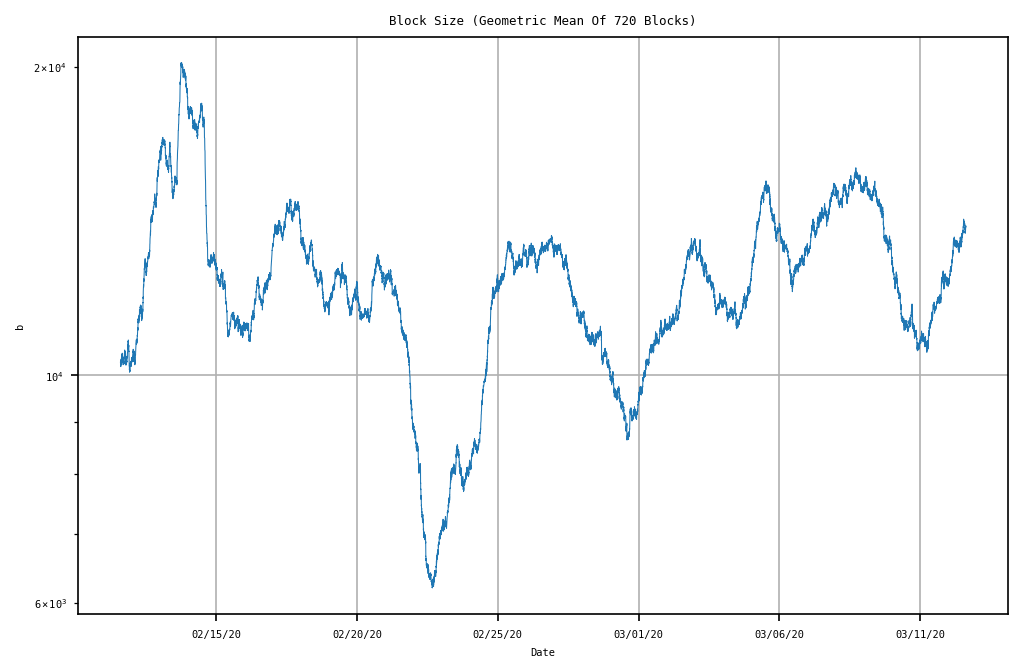 Block Size (Geometric Mean Of 720 Blocks)
2×10⁴
10⁴
6×10³
b
02/15/20 02/20/20 02/25/20 03/01/20 03/06/20 03/11/20
Date